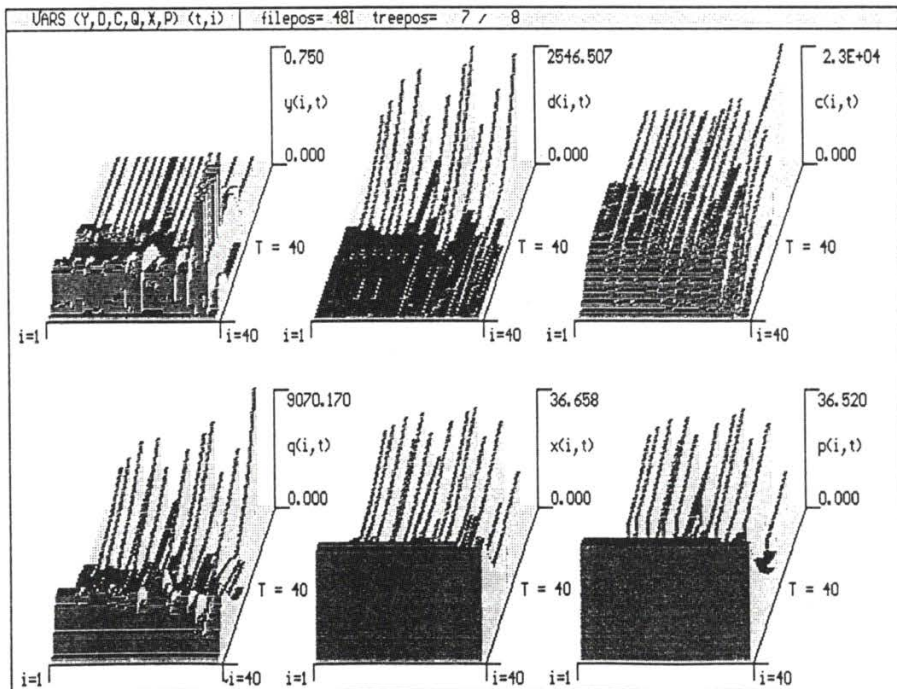 VARS (Y,D,C,Q,X,P) (t,i) filepos= 48I treepos= 7 / 8
0.750
y(i,t)
0.000
T = 40
i=1
i=40
2546.507
d(i,t)
0.000
T = 40
i=1
i=40
2.3E+04
c(i,t)
0.000
T = 40
i=1
i=40
9070.170
q(i,t)
0.000
T = 40
i=1
i=40
36.658
x(i,t)
0.000
T = 40
i=1
i=40
36.520
p(i,t)
0.000
T = 40
i=1
i=40